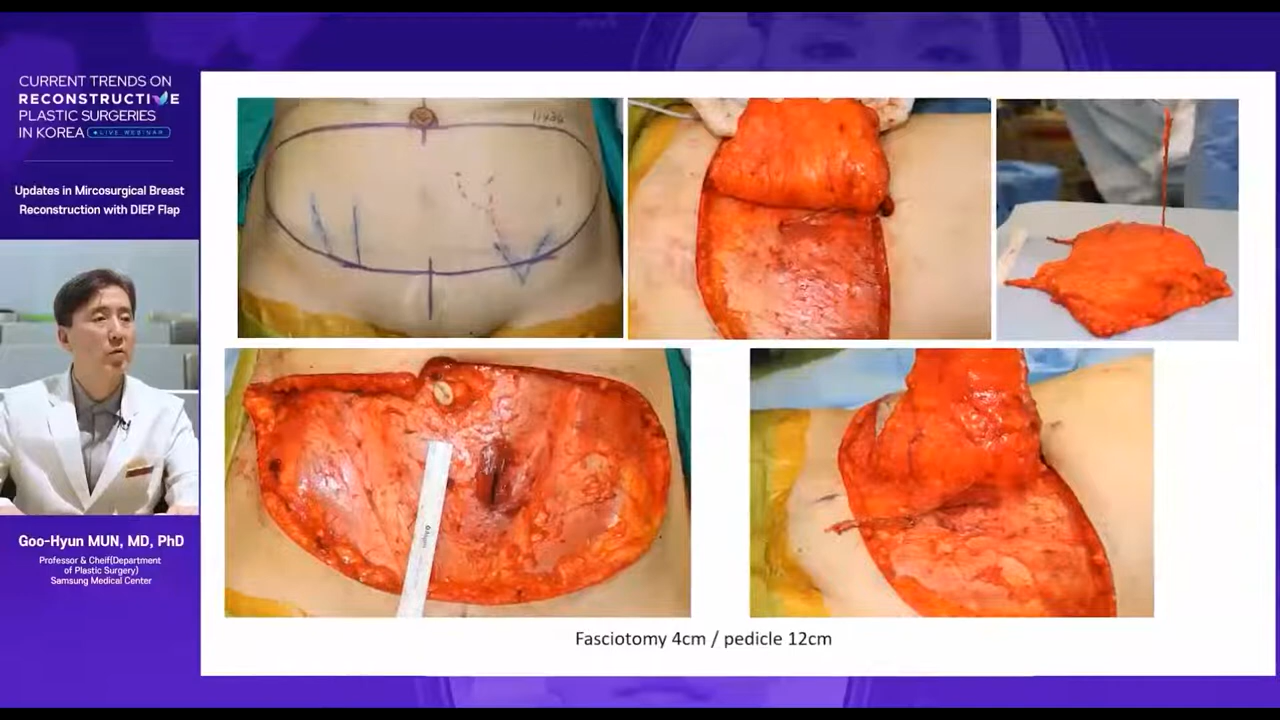 CURRENT TRENDS ON
RECONSTRUCTIVE
PLASTIC SURGERIES
IN KOREA LIVE WEBINAR
Updates in Mircosurgical Breast
Reconstruction with DIEP Flap
Goo-Hyun MUN, MD, PhD
Professor & Cheif(Department
of Plastic Surgery)
Samsung Medical Center
Fasciotomy 4cm / pedicle 12cm